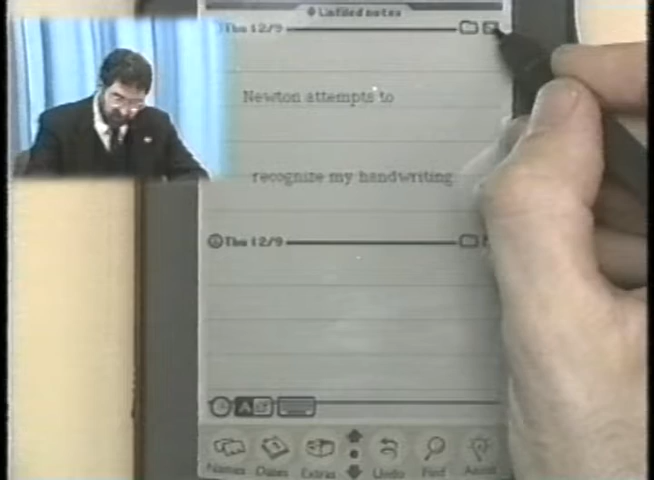 Unfiled notes
Thu 12/9
Newton attempts to
recognize my handwriting
Thu 12/9
A
Names Dates Extras Undo Find Assist